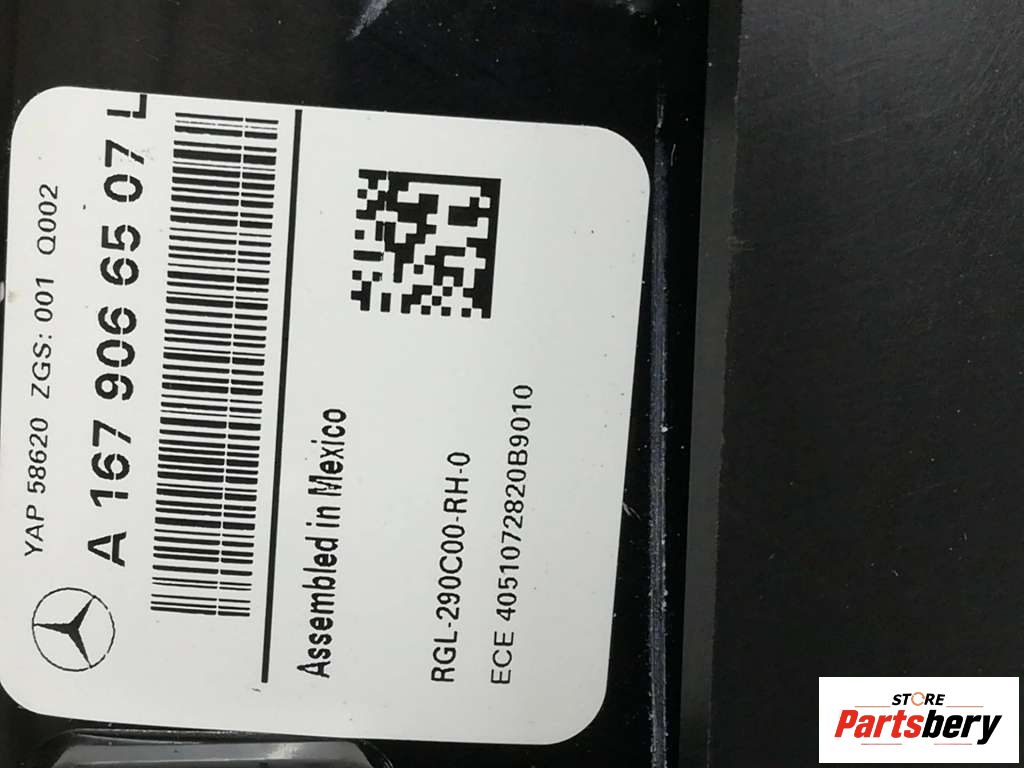 YAP 58620 ZGS: 001 Q002
A 167 906 65 07 L
Assembled in Mexico
RGL-290C00-RH-0
ECE 4051072820B9010
STORE
Partsbery